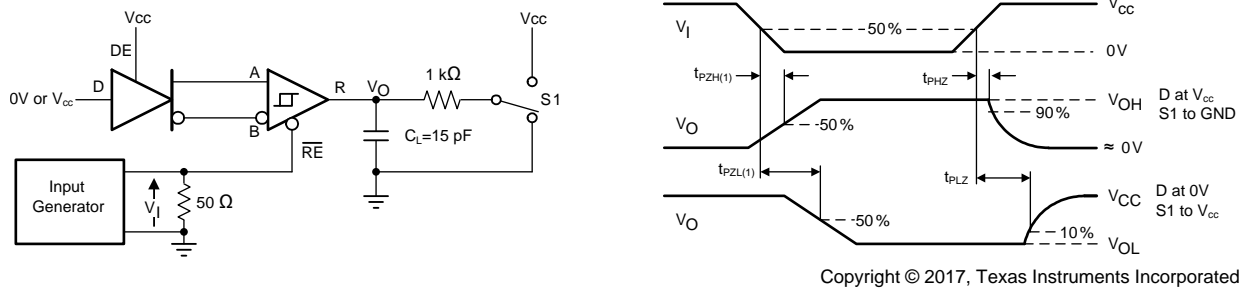 Vcc
DE
D
0V or Vcc
A
B
R
VO
1 kΩ
Vcc
S1
CL=15 pF
RE
Input
Generator
VI
50 Ω
VI
50%
Vcc
0V
tPZH(1)
tPHZ
VO
50%
90%
VOH
≈ 0V
D at Vcc
S1 to GND
tPZL(1)
tPLZ
VO
50%
10%
VCC
VOL
D at 0V
S1 to Vcc
Copyright © 2017, Texas Instruments Incorporated